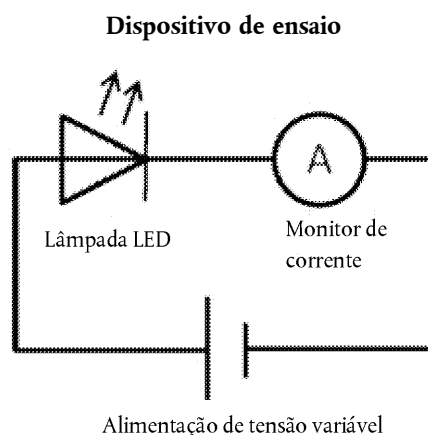 Dispositivo de ensaio
A
Lâmpada LED
Monitor de
corrente
Alimentação de tensão variável